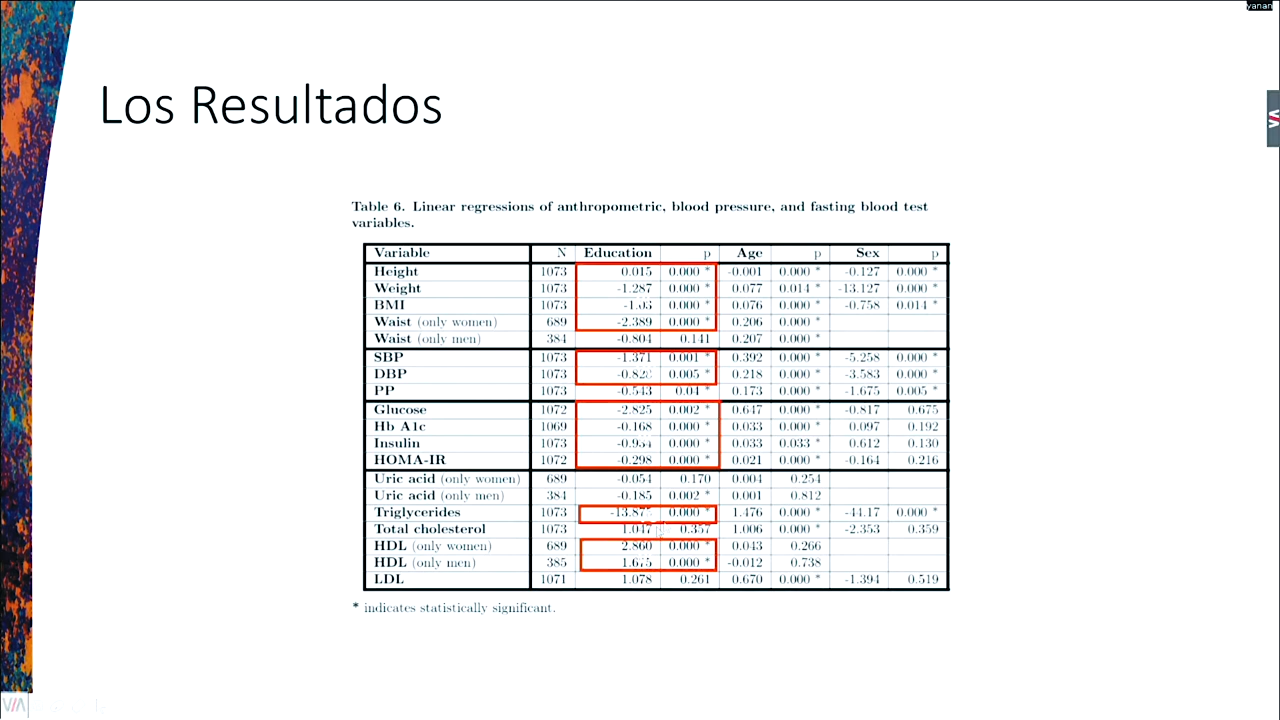 yanan
Los Resultados
Table 6. Linear regressions of anthropometric, blood pressure, and fasting blood test
variables.
Variable N Education p Age p Sex p
Height 1073 0.015 0.000 * -0.001 0.000 * -0.127 0.000 *
Weight 1073 -1.287 0.000 * 0.077 0.014 * -13.127 0.000 *
BMI 1073 0.000 * 0.076 0.000 * -0.758 0.014 *
Waist (only women) 689 -2.389 0.000 * 0.206 0.000 *
Waist (only men) 384 -0.804 0.141 0.207 0.000 *
SBP 1073 -1.371 0.001 * 0.392 0.000 * -5.258 0.000 *
DBP 1073 0.005 * 0.218 0.000 * -3.583 0.000 *
PP 1073 -0.543 0.04 * 0.173 0.000 * -1.675 0.005 *
Glucose 1072 -2.825 0.002 * 0.647 0.000 * -0.817 0.675
Hb A1c 1069 -0.168 0.000 * 0.033 0.000 * 0.097 0.192
Insulin 1073 0.000 * 0.033 0.033 * 0.612 0.130
HOMA-IR 1072 -0.298 0.000 * 0.021 0.000 * -0.164 0.216
Uric acid (only women) 689 -0.054 0.170 0.004 0.254
Uric acid (only men) 384 -0.185 0.002 * 0.001 0.812
Triglycerides 1073 0.000 * 1.476 0.000 * -44.17 0.000 *
Total cholesterol 1073 1.047 0.357 1.006 0.000 * -2.353 0.359
HDL (only women) 689 2.860 0.000 * 0.043 0.266
HDL (only men) 385 1.675 0.000 * -0.012 0.738
LDL 1071 1.078 0.261 0.670 0.000 * -1.394 0.519
* indicates statistically significant.
VIA